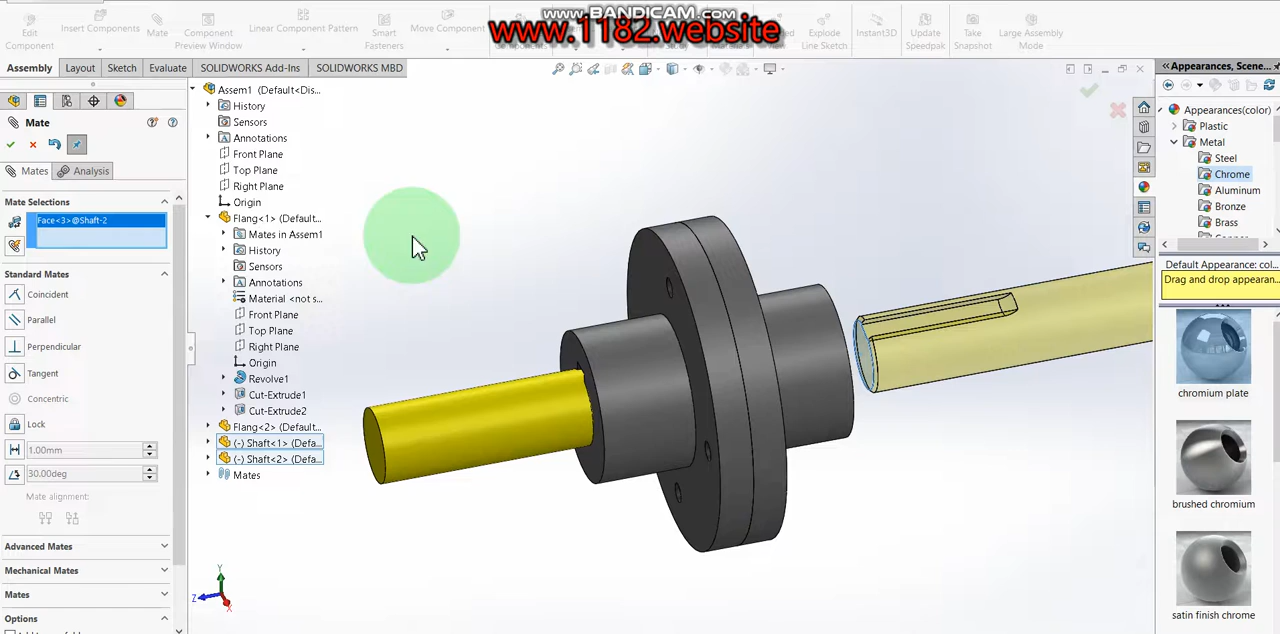 www.BANDICAM.com
www.1182.website
Edit Component
Insert Components
Mate
Component Preview Window
Linear Component Pattern
Smart Fasteners
Move Component
Explode Line Sketch
Instant3D
Update Speedpak
Take Snapshot
Large Assembly Mode
Assembly
Layout
Sketch
Evaluate
SOLIDWORKS Add-Ins
SOLIDWORKS MBD
Mate
Mates
Analysis
Mate Selections
Face<3>@Shaft-2
Standard Mates
Coincident
Parallel
Perpendicular
Tangent
Concentric
Lock
1.00mm
30.00deg
Mate alignment:
Advanced Mates
Mechanical Mates
Mates
Options
Assem1 (Default<Dis...
History
Sensors
Annotations
Front Plane
Top Plane
Right Plane
Origin
Flang<1> (Default...
Mates in Assem1
History
Sensors
Annotations
Material <not s...
Front Plane
Top Plane
Right Plane
Origin
Revolve1
Cut-Extrude1
Cut-Extrude2
Flang<2> (Default...
(-) Shaft<1> (Defa...
(-) Shaft<2> (Defa...
Mates
Y
Z
X
Appearances, Scene...
Appearances(color)
Plastic
Metal
Steel
Chrome
Aluminum
Bronze
Brass
Default Appearance: col...
Drag and drop appearan...
chromium plate
brushed chromium
satin finish chrome